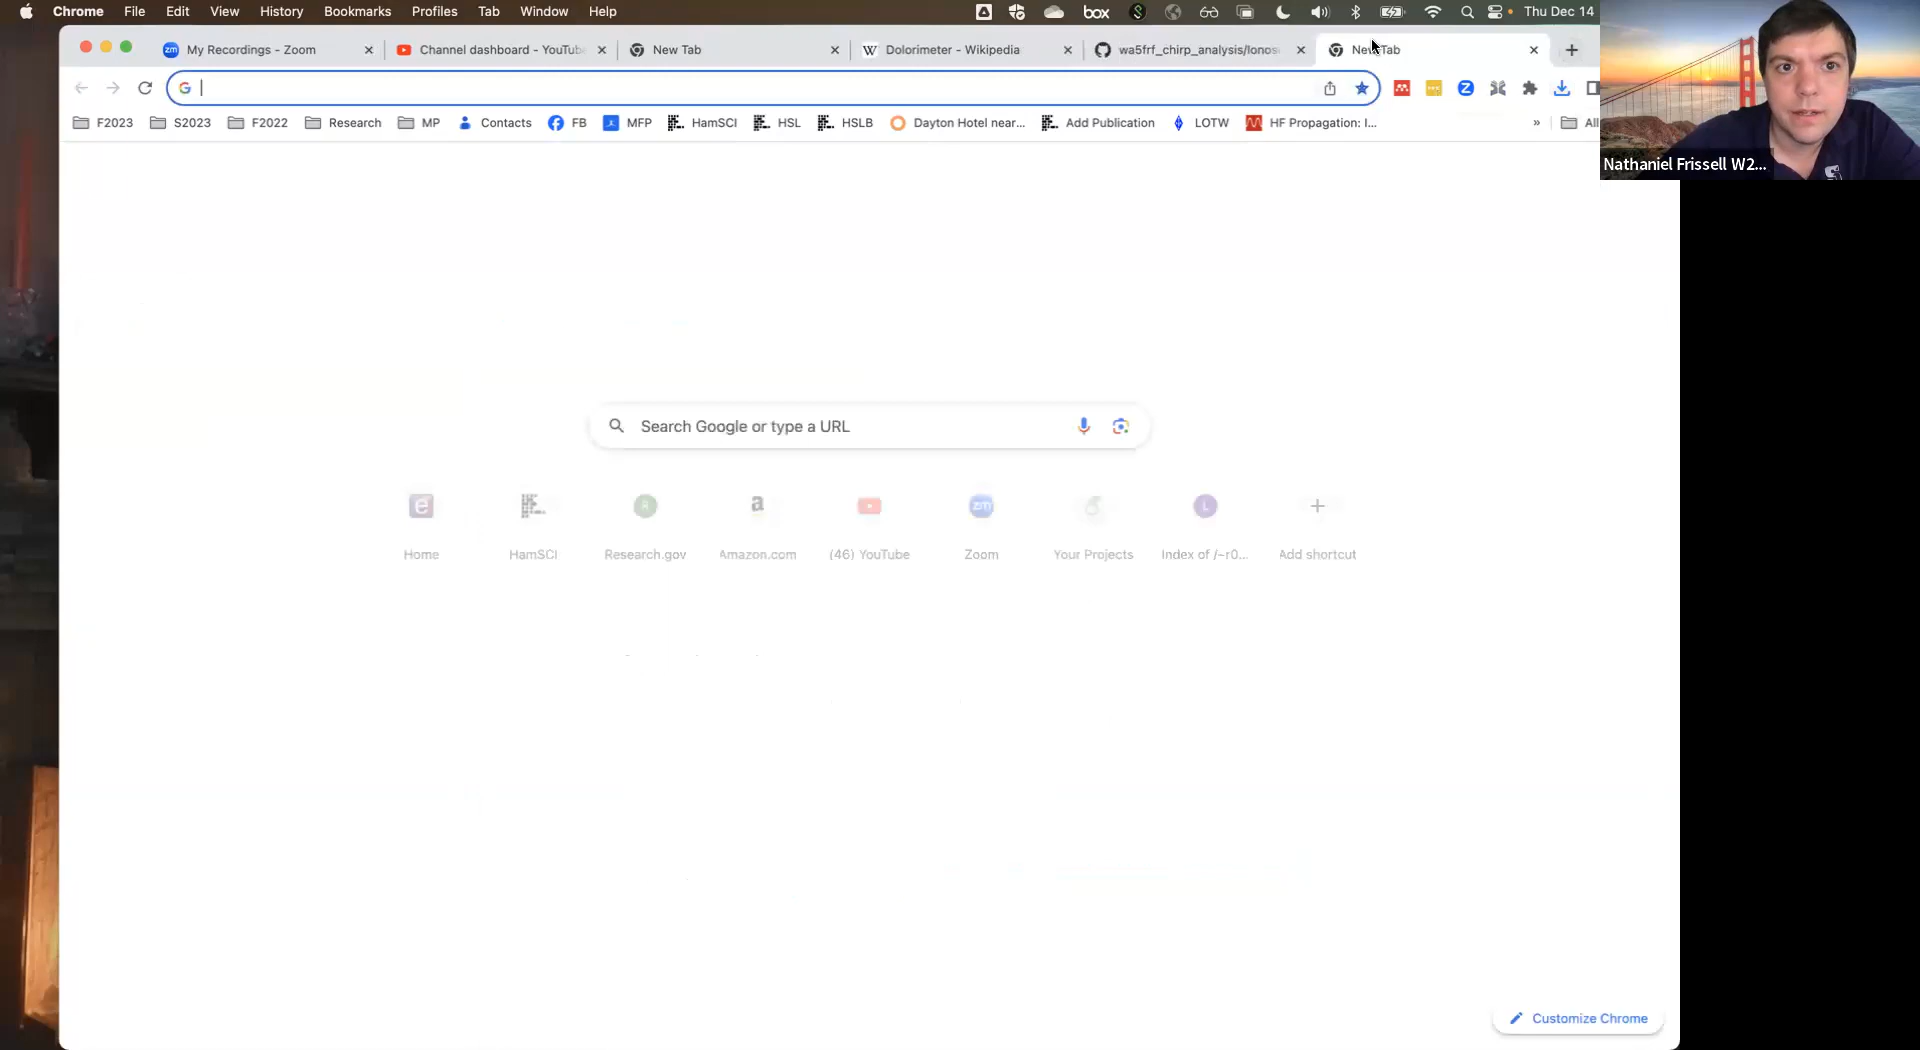 Chrome File Edit View History Bookmarks Profiles Tab Window Help box Thu Dec 14
My Recordings - Zoom Channel dashboard - YouTube New Tab Dolorimeter - Wikipedia wa5frf_chirp_analysis/Ionos New Tab
F2023 S2023 F2022 Research MP Contacts FB MFP HamSCI HSL HSLB Dayton Hotel near... Add Publication LOTW HF Propagation: I... » All
Nathaniel Frissell W2...
Search Google or type a URL
Home HamSCI Research.gov Amazon.com (46) YouTube Zoom Your Projects Index of /~r0... Add shortcut
Customize Chrome